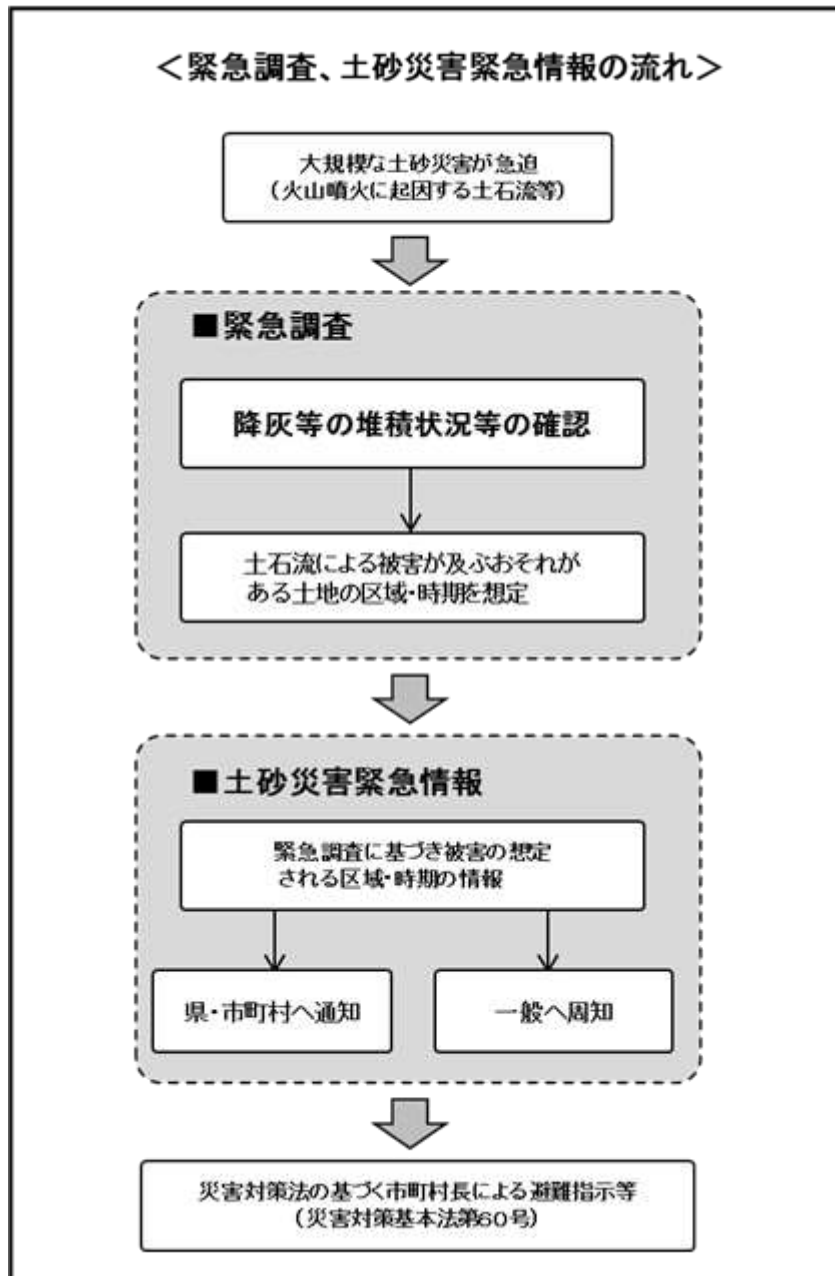 ＜緊急調査、土砂災害緊急情報の流れ＞
大規模な土砂災害が急迫
（火山噴火に起因する土石流等）
■緊急調査
降灰等の堆積状況等の確認
土石流による被害が及ぶおそれが
ある土地の区域・時期を想定
■土砂災害緊急情報
緊急調査に基づき被害の想定
される区域・時期の情報
県・市町村へ通知
一般へ周知
災害対策法の基づく市町村長による避難指示等
（災害対策基本法第60号）